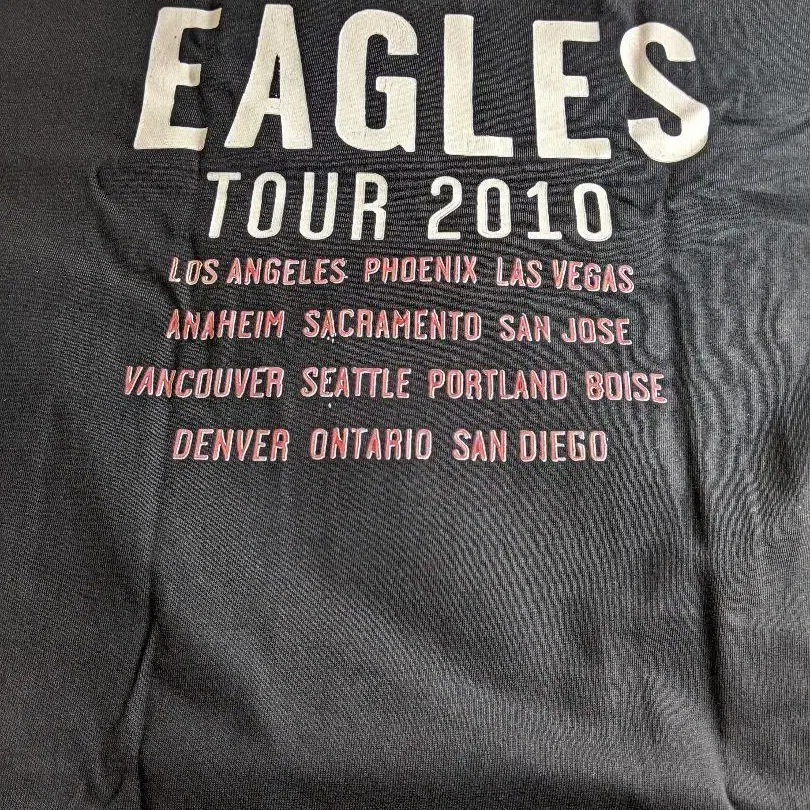 EAGLES
TOUR 2010
LOS ANGELES PHOENIX LAS VEGAS
ANAHEIM SACRAMENTO SAN JOSE
VANCOUVER SEATTLE PORTLAND BOISE
DENVER ONTARIO SAN DIEGO